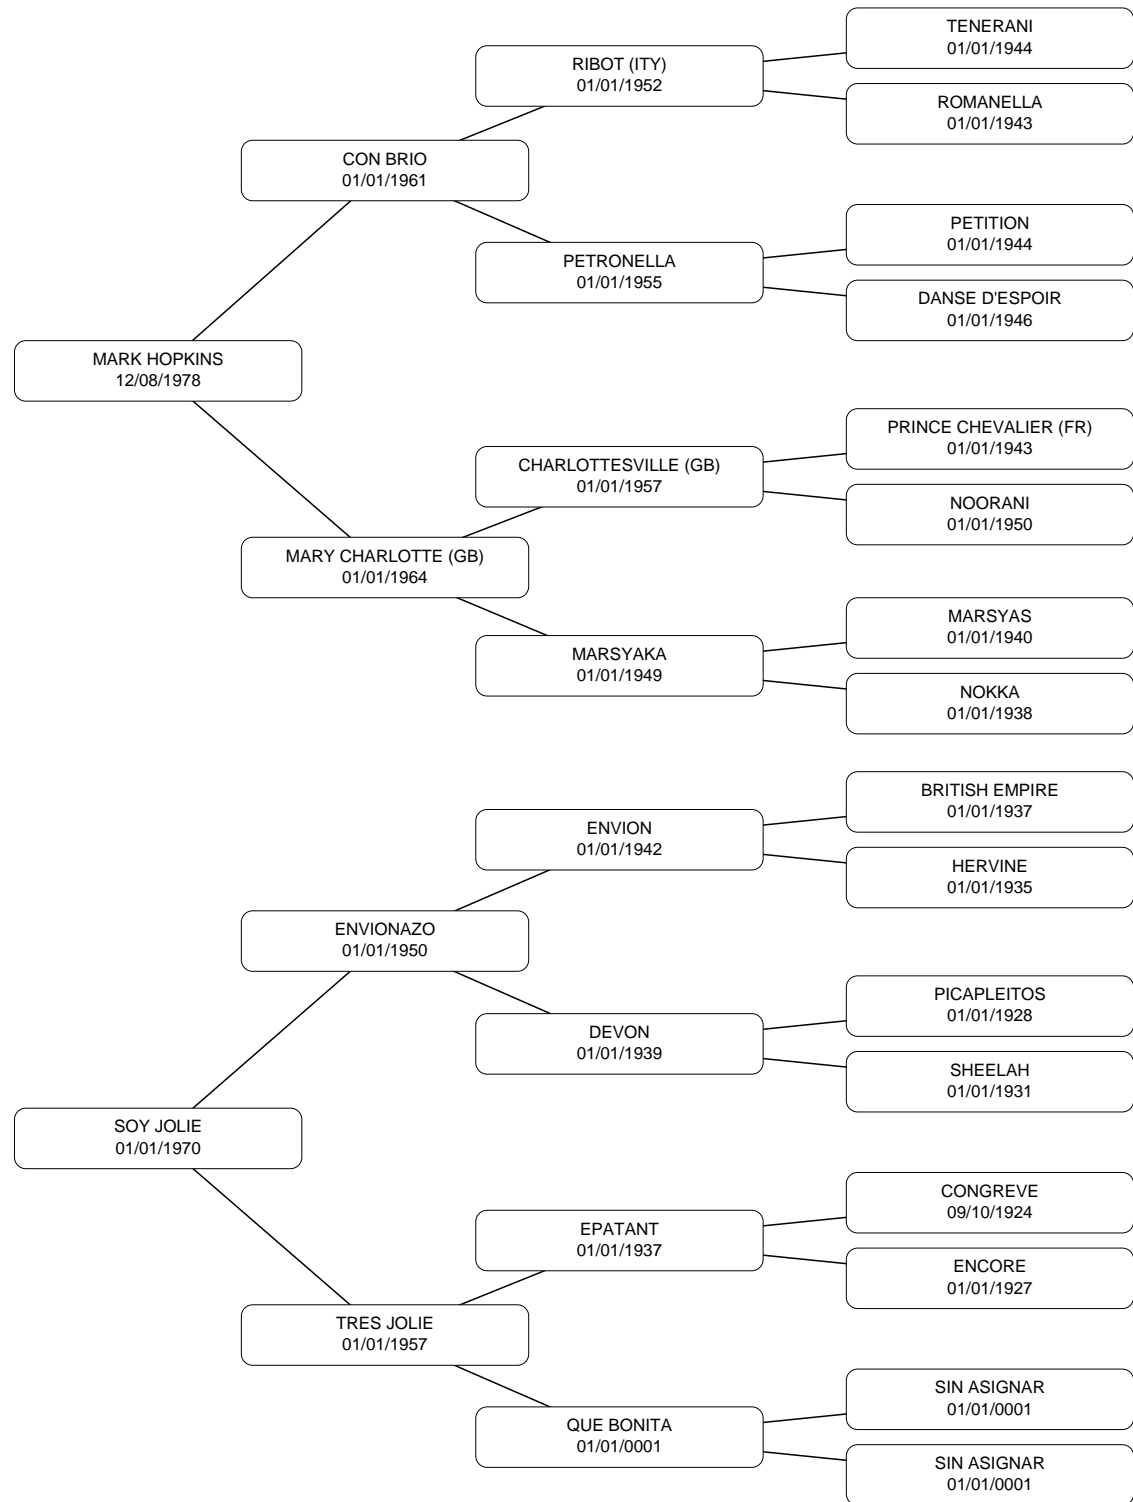 TENERANI
01/01/1944
RIBOT (ITY)
01/01/1952
ROMANELLA
01/01/1943
CON BRIO
01/01/1961
PETITION
01/01/1944
PETRONELLA
01/01/1955
DANSE D'ESPOIR
01/01/1946
MARK HOPKINS
12/08/1978
PRINCE CHEVALIER (FR)
01/01/1943
CHARLOTTESVILLE (GB)
01/01/1957
NOORANI
01/01/1950
MARY CHARLOTTE (GB)
01/01/1964
MARSYAS
01/01/1940
MARSYAKA
01/01/1949
NOKKA
01/01/1938
BRITISH EMPIRE
01/01/1937
ENVION
01/01/1942
HERVINE
01/01/1935
ENVIONAZO
01/01/1950
PICAPLEITOS
01/01/1928
DEVON
01/01/1939
SHEELAH
01/01/1931
SOY JOLIE
01/01/1970
CONGREVE
09/10/1924
EPATANT
01/01/1937
ENCORE
01/01/1927
TRES JOLIE
01/01/1957
SIN ASIGNAR
01/01/0001
QUE BONITA
01/01/0001
SIN ASIGNAR
01/01/0001